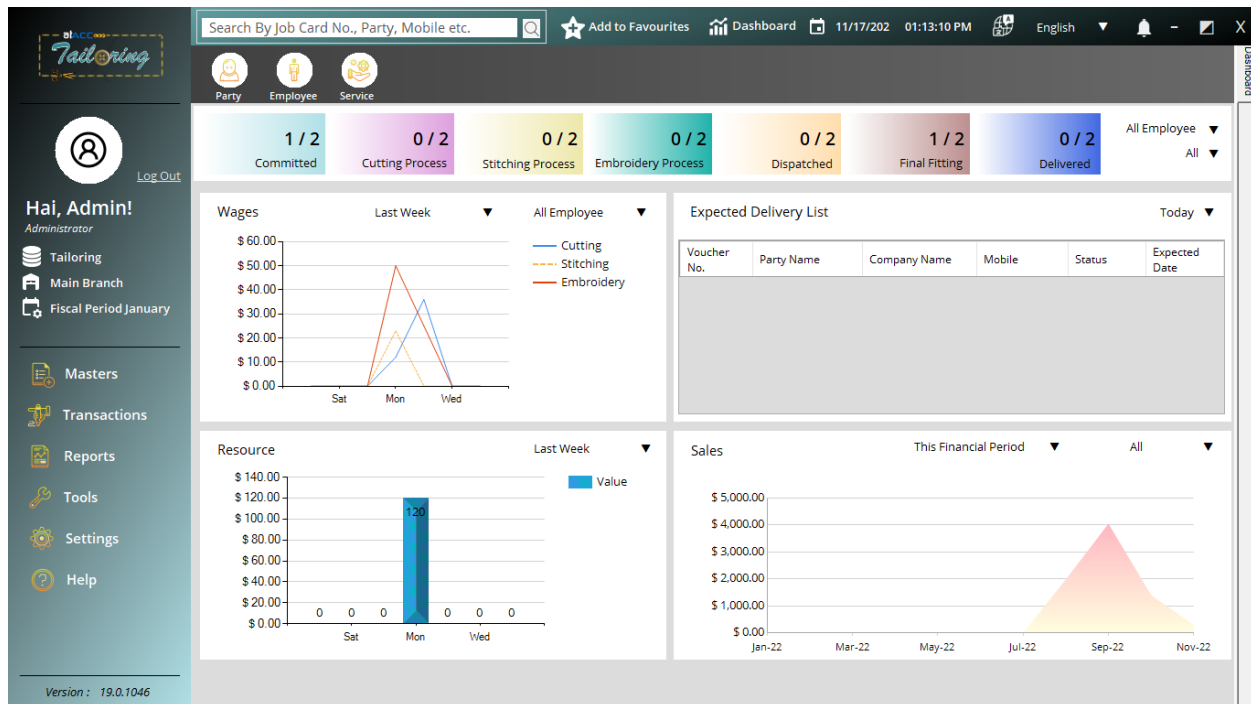 alACC
Tailoring
Search By Job Card No., Party, Mobile etc.
Add to Favourites
Dashboard
11/17/202
01:13:10 PM
English
X
Dashboard
Party
Employee
Service
Log Out
Hai, Admin!
Administrator
Tailoring
Main Branch
Fiscal Period January
Masters
Transactions
Reports
Tools
Settings
Help
Version : 19.0.1046
1 / 2
Committed
0 / 2
Cutting Process
0 / 2
Stitching Process
0 / 2
Embroidery Process
0 / 2
Dispatched
1 / 2
Final Fitting
0 / 2
Delivered
All Employee
All
Wages
Last Week
All Employee
$ 60.00
$ 50.00
$ 40.00
$ 30.00
$ 20.00
$ 10.00
$ 0.00
Sat Mon Wed
Cutting
Stitching
Embroidery
Expected Delivery List
Today
Voucher No.
Party Name
Company Name
Mobile
Status
Expected Date
Resource
Last Week
Value
$ 140.00
$ 120.00
$ 100.00
$ 80.00
$ 60.00
$ 40.00
$ 20.00
$ 0.00
0 0 0 120 0 0 0
Sat Mon Wed
Sales
This Financial Period
All
$ 5,000.00
$ 4,000.00
$ 3,000.00
$ 2,000.00
$ 1,000.00
$ 0.00
Jan-22 Mar-22 May-22 Jul-22 Sep-22 Nov-22